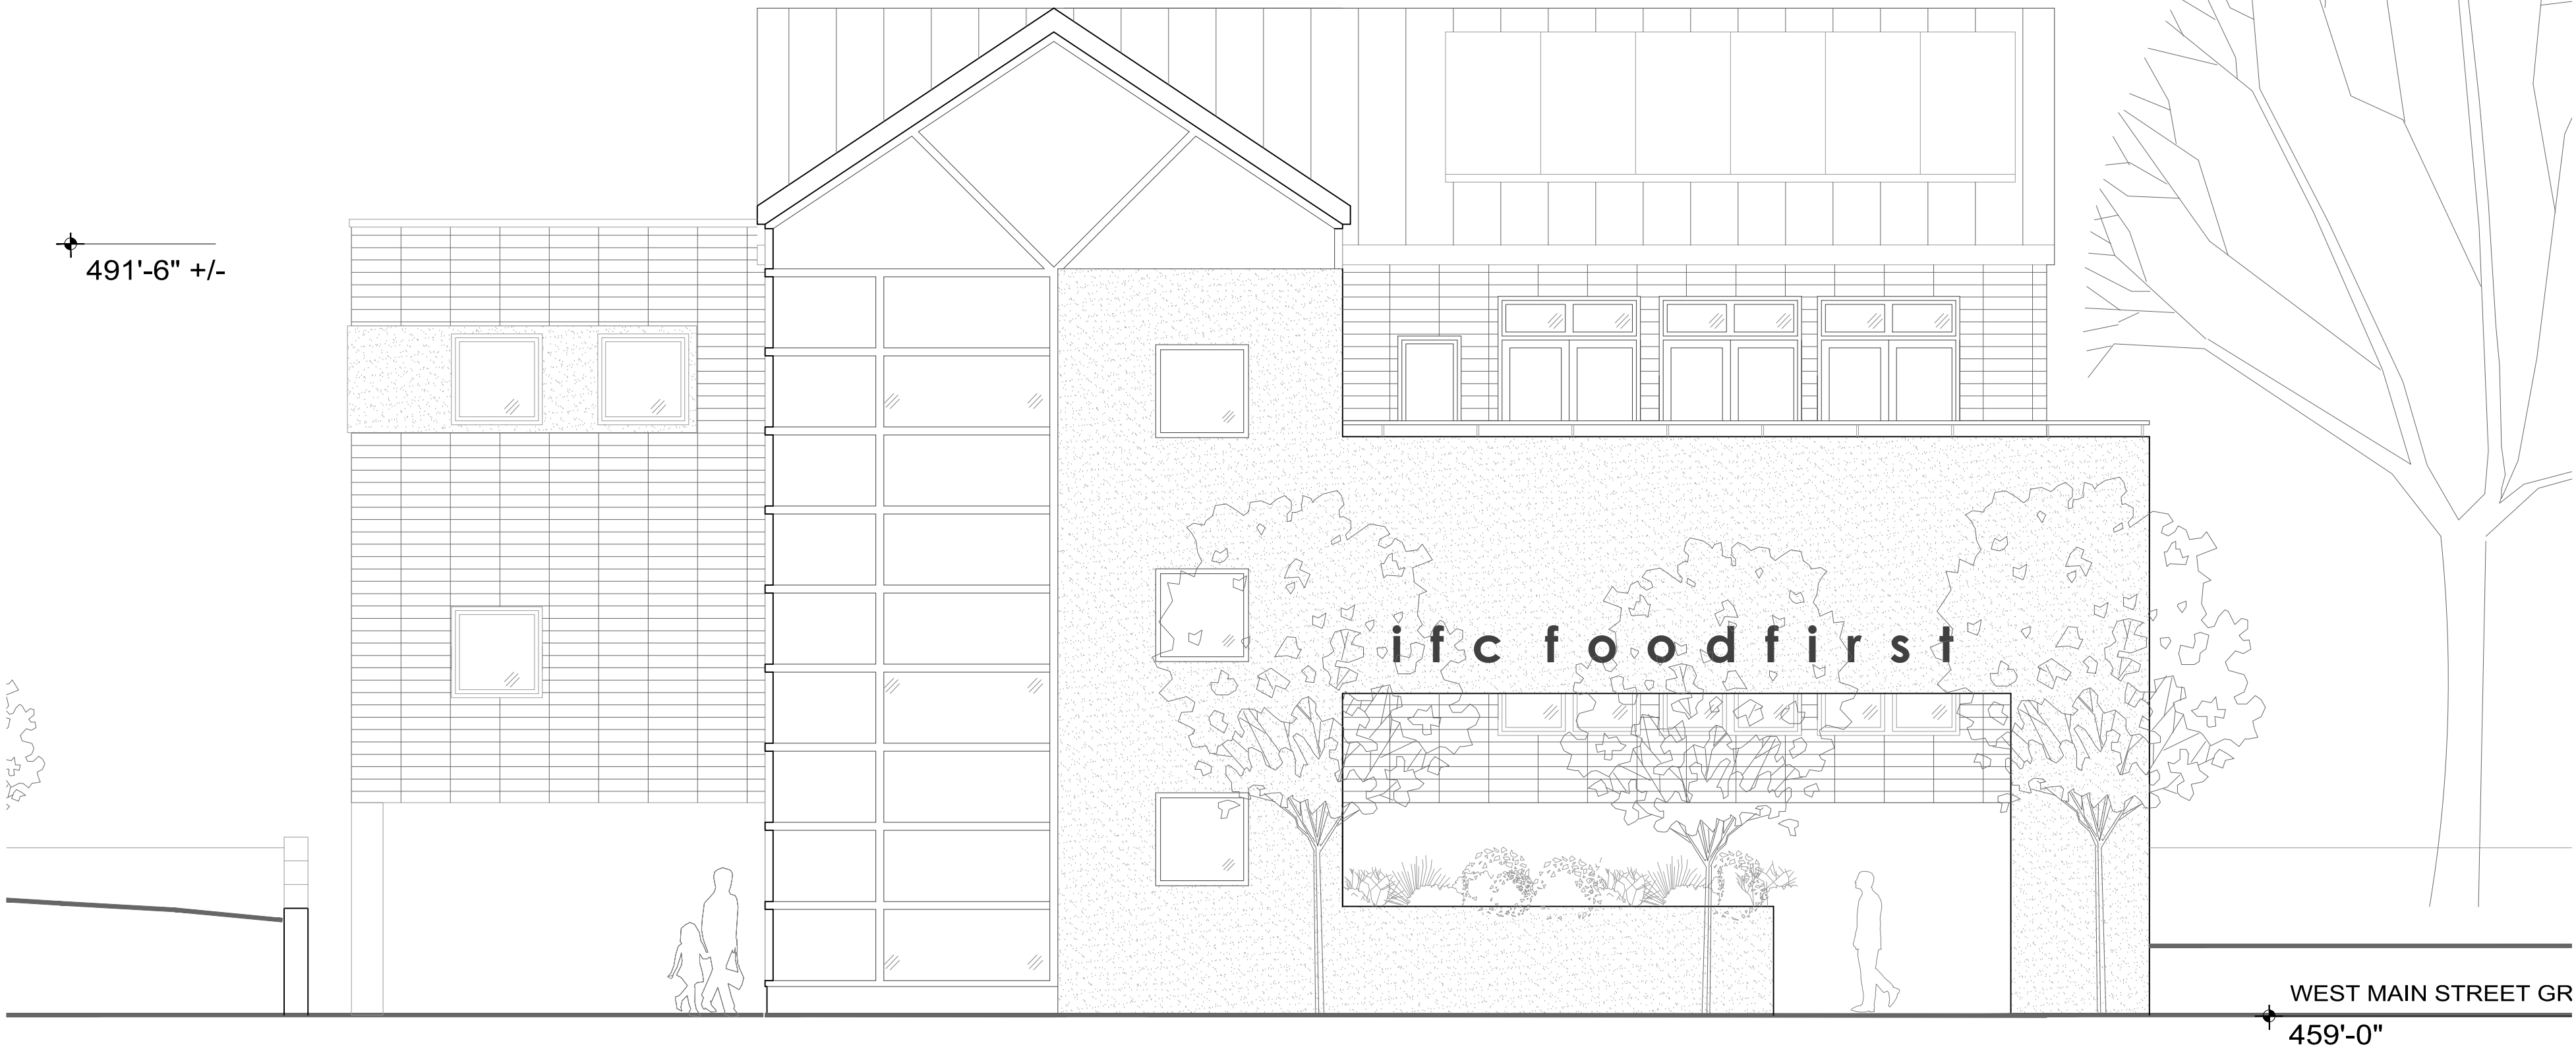 491'-6" +/-
ifc foodfirst
WEST MAIN STREET GR
459'-0"